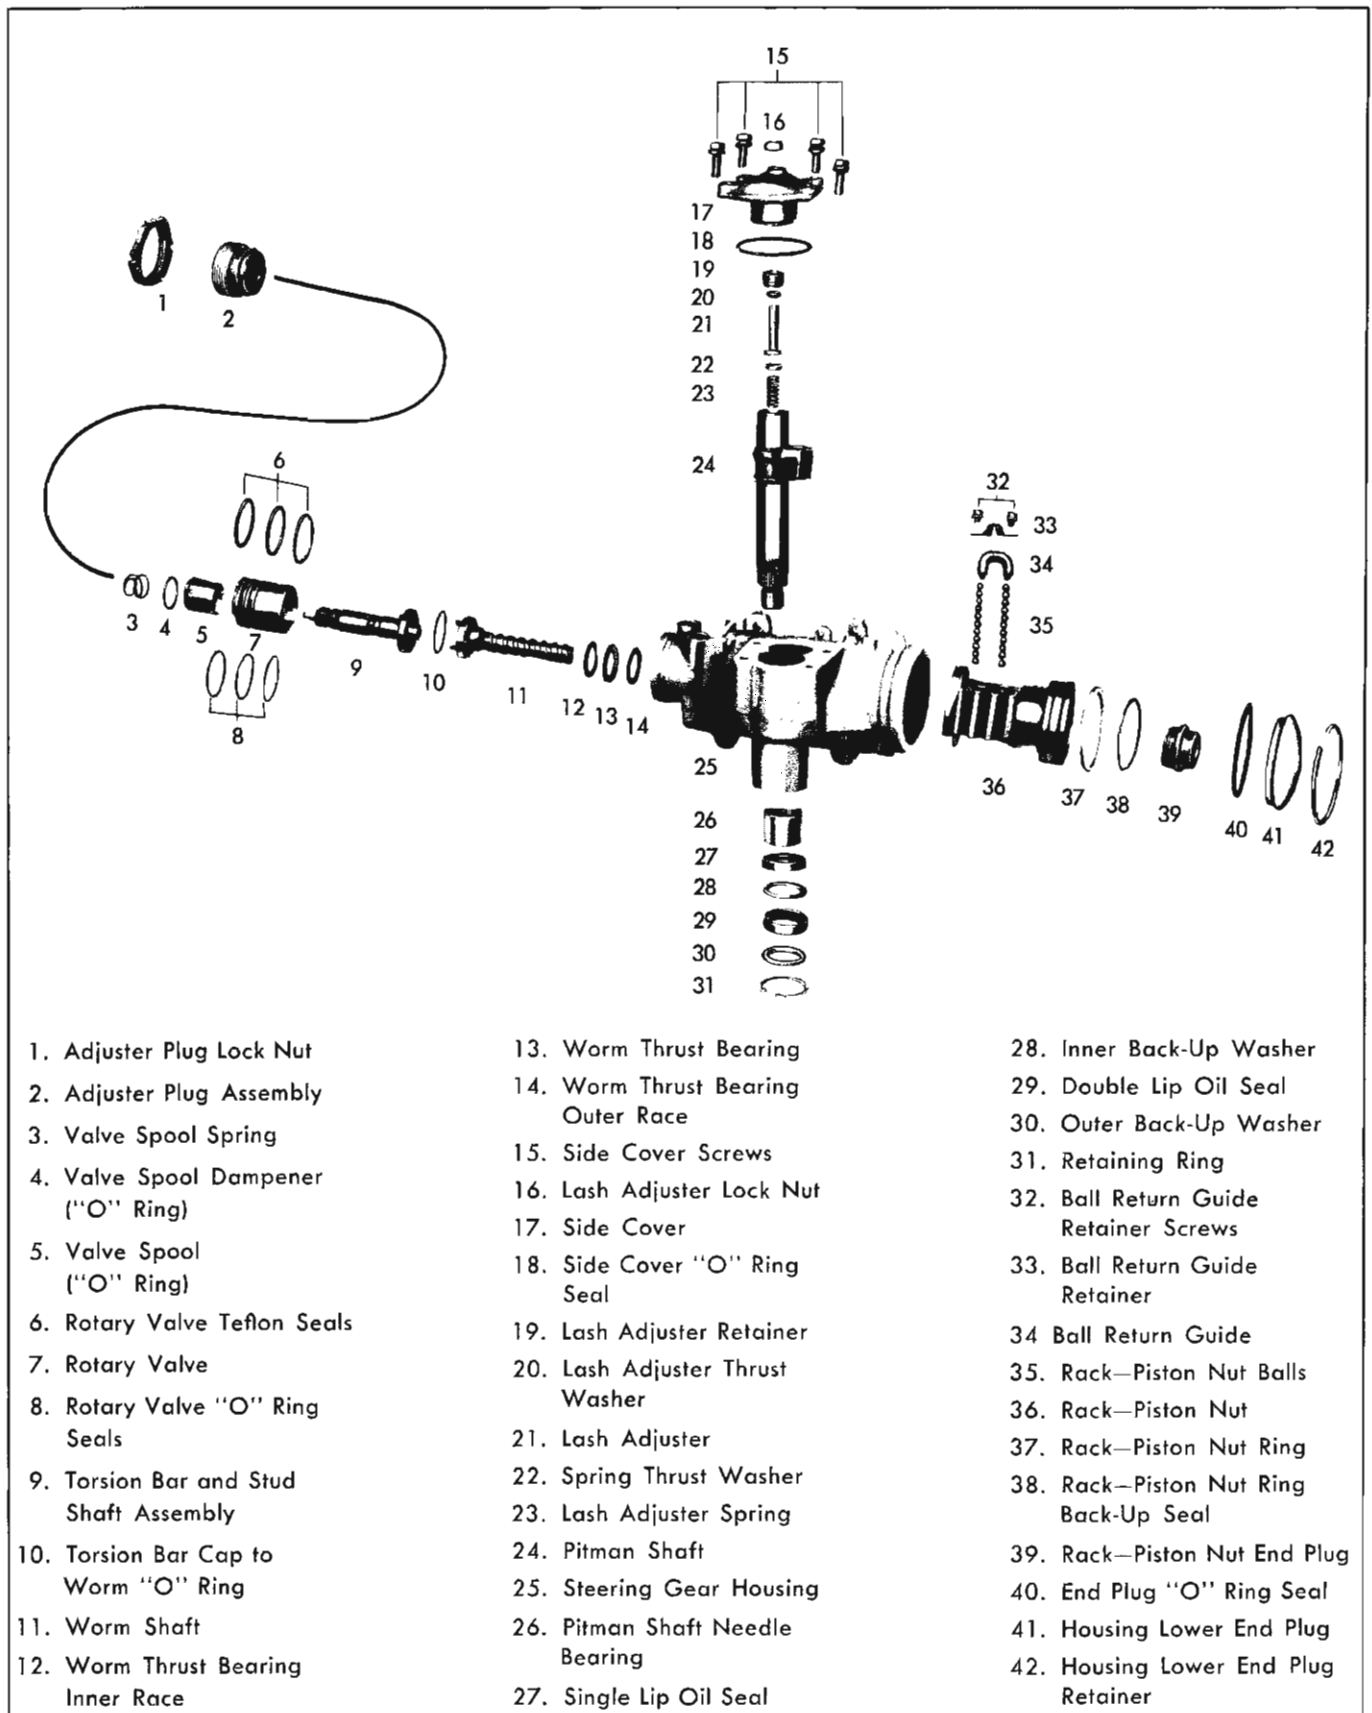 15
16
17
18
19
20
21
22
23
24
1
2
6
3
4
5
7
8
9
10
11
12
13
14
25
26
27
28
29
30
31
32
33
34
35
36
37
38
39
40
41
42
1. Adjuster Plug Lock Nut
2. Adjuster Plug Assembly
3. Valve Spool Spring
4. Valve Spool Dampener
("O" Ring)
5. Valve Spool
("O" Ring)
6. Rotary Valve Teflon Seals
7. Rotary Valve
8. Rotary Valve "O" Ring
Seals
9. Torsion Bar and Stud
Shaft Assembly
10. Torsion Bar Cap to
Worm "O" Ring
11. Worm Shaft
12. Worm Thrust Bearing
Inner Race
13. Worm Thrust Bearing
14. Worm Thrust Bearing
Outer Race
15. Side Cover Screws
16. Lash Adjuster Lock Nut
17. Side Cover
18. Side Cover "O" Ring
Seal
19. Lash Adjuster Retainer
20. Lash Adjuster Thrust
Washer
21. Lash Adjuster
22. Spring Thrust Washer
23. Lash Adjuster Spring
24. Pitman Shaft
25. Steering Gear Housing
26. Pitman Shaft Needle
Bearing
27. Single Lip Oil Seal
28. Inner Back-Up Washer
29. Double Lip Oil Seal
30. Outer Back-Up Washer
31. Retaining Ring
32. Ball Return Guide
Retainer Screws
33. Ball Return Guide
Retainer
34 Ball Return Guide
35. Rack—Piston Nut Balls
36. Rack—Piston Nut
37. Rack—Piston Nut Ring
38. Rack—Piston Nut Ring
Back-Up Seal
39. Rack—Piston Nut End Plug
40. End Plug "O" Ring Seal
41. Housing Lower End Plug
42. Housing Lower End Plug
Retainer